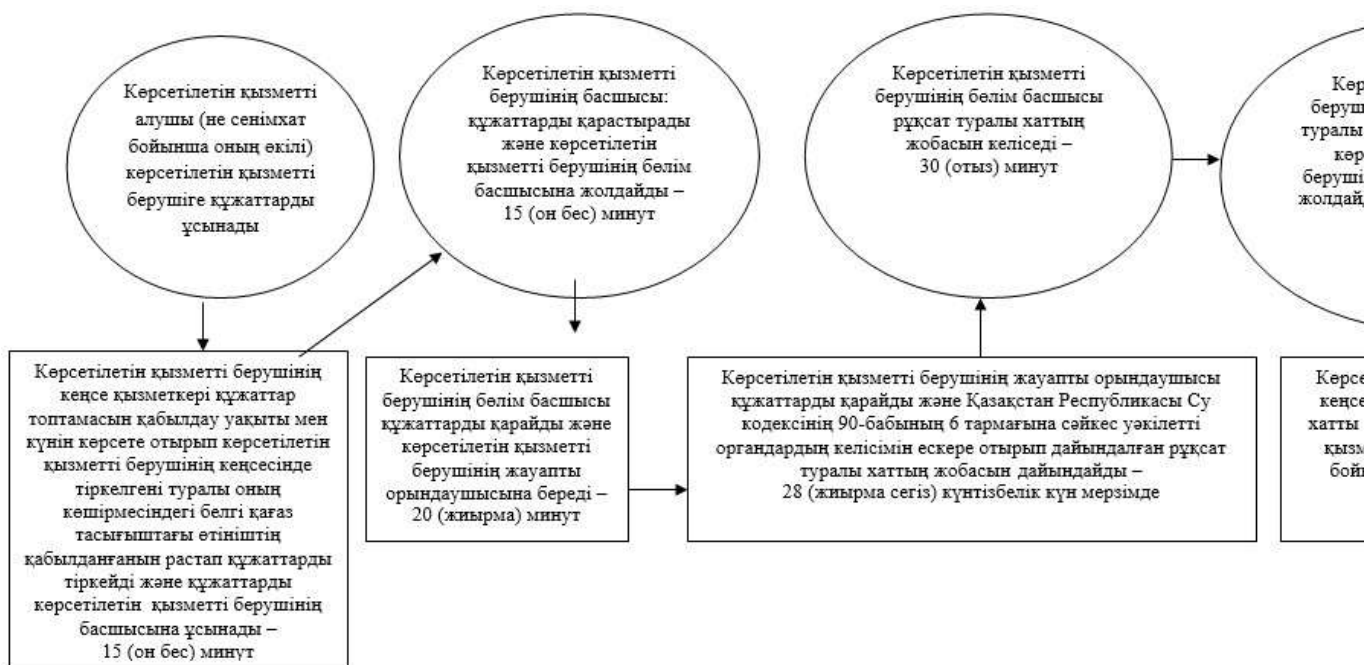 Көрсетілетін қызметті
алушы (не сенімхат
бойынша оның өкілі)
көрсетілетін қызметті
берушіге құжаттарды
ұсынады
Көрсетілетін қызметті берушінің
кеңсе қызметкері құжаттар
топтамасын қабылдау уақыты мен
күнін көрсете отырып көрсетілетін
қызметті берушінің кеңсесінде
тіркелгені туралы оның
көшірмесіндегі белгі қағаз
тасығыштағы өтініштің
қабылданғанын растап құжаттарды
тіркейді және құжаттарды
көрсетілетін қызметті берушінің
басшысына ұсынады –
15 (он бес) минут
Көрсетілетін қызметті
берушінің басшысы:
құжаттарды қарастырады
және көрсетілетін
қызметті берушінің бөлім
басшысына жолдайды –
15 (он бес) минут
Көрсетілетін қызметті
берушінің бөлім басшысы
құжаттарды қарайды және
көрсетілетін қызметті
берушінің жауапты
орындаушысына береді –
20 (жиырма) минут
Көрсетілетін қызметті берушінің жауапты орындаушысы
құжаттарды қарайды және Қазақстан Республикасы Су
кодексінің 90-бабының 6 тармағына сәйкес уәкілетті
органдардың келісімін ескере отырып дайындалған рұқсат
туралы хаттың жобасын дайындайды –
28 (жиырма сегіз) күнтізбелік күн мерзімде
Көрсетілетін қызметті
берушінің бөлім басшысы
рұқсат туралы хаттың
жобасын келіседі –
30 (отыз) минут
туралы
кеңсе
хатты